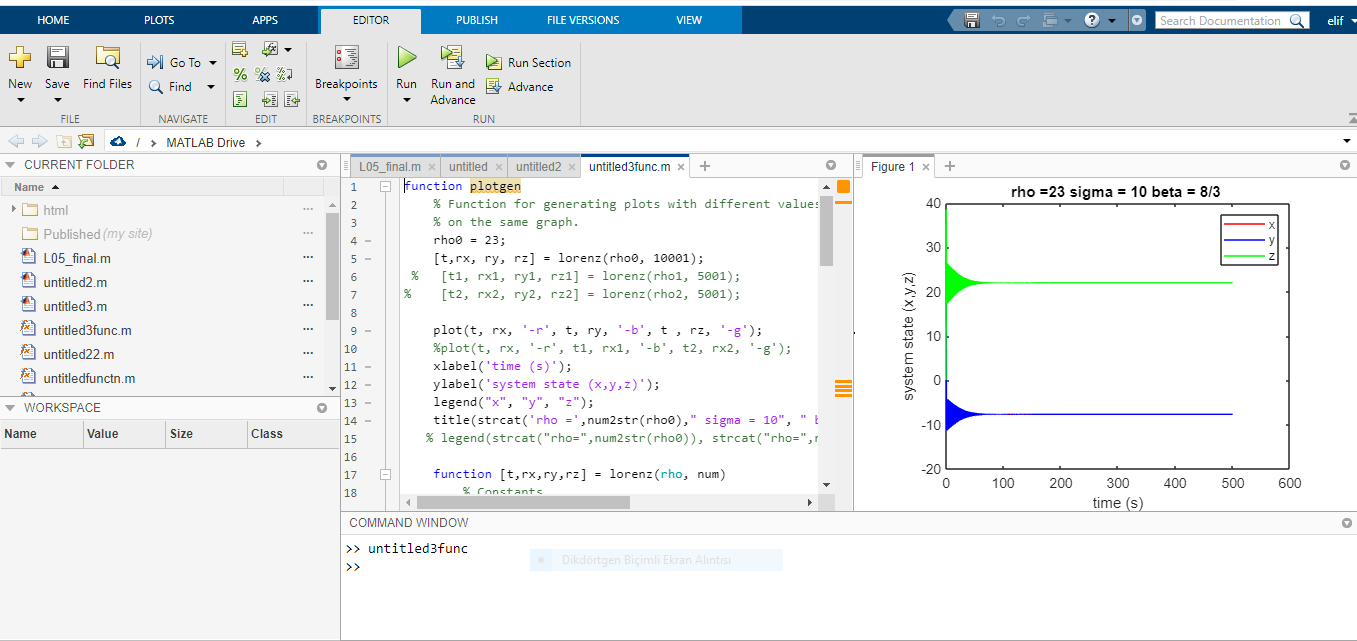 HOME PLOTS APPS EDITOR PUBLISH FILE VERSIONS VIEW Search Documentation elif
New Save Find Files Go To Find Breakpoints Run Run and Advance Run Section Advance
FILE NAVIGATE EDIT BREAKPOINTS RUN
/ > MATLAB Drive >
CURRENT FOLDER
Name
html
Published (my site)
L05_final.m
untitled2.m
untitled3.m
untitled3func.m
untitled22.m
untitledfunctn.m
WORKSPACE
Name Value Size Class
L05_final.m untitled untitled2 untitled3func.m
1 function plotgen
2 % Function for generating plots with different values
3 % on the same graph.
4 rho0 = 23;
5 [t,rx, ry, rz] = lorenz(rho0, 10001);
6 % [t1, rx1, ry1, rz1] = lorenz(rho1, 5001);
7 % [t2, rx2, ry2, rz2] = lorenz(rho2, 5001);
8
9 plot(t, rx, '-r', t, ry, '-b', t , rz, '-g');
10 %plot(t, rx, '-r', t1, rx1, '-b', t2, rx2, '-g');
11 xlabel('time (s)');
12 ylabel('system state (x,y,z)');
13 legend("x", "y", "z");
14 title(strcat('rho =',num2str(rho0)," sigma = 10", " b
15 % legend(strcat("rho=",num2str(rho0)), strcat("rho=",n
16
17 function [t,rx,ry,rz] = lorenz(rho, num)
18 % Constants
Figure 1
rho =23 sigma = 10 beta = 8/3
x
y
z
system state (x,y,z)
40
30
20
10
0
-10
-20
0 100 200 300 400 500 600
time (s)
COMMAND WINDOW
>> untitled3func
>>
Dikdörtgen Biçimli Ekran Alıntısı